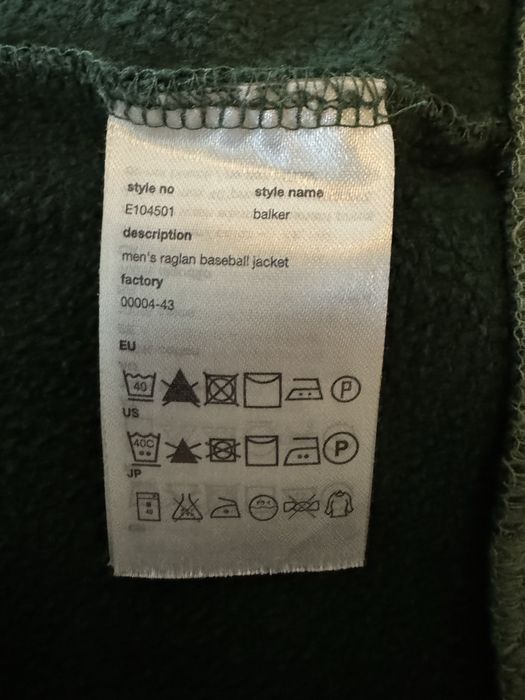 style no style name
E104501 balker
description
men's raglan baseball jacket
factory
00004-43
EU
40
P
US
40C
P
JP
40